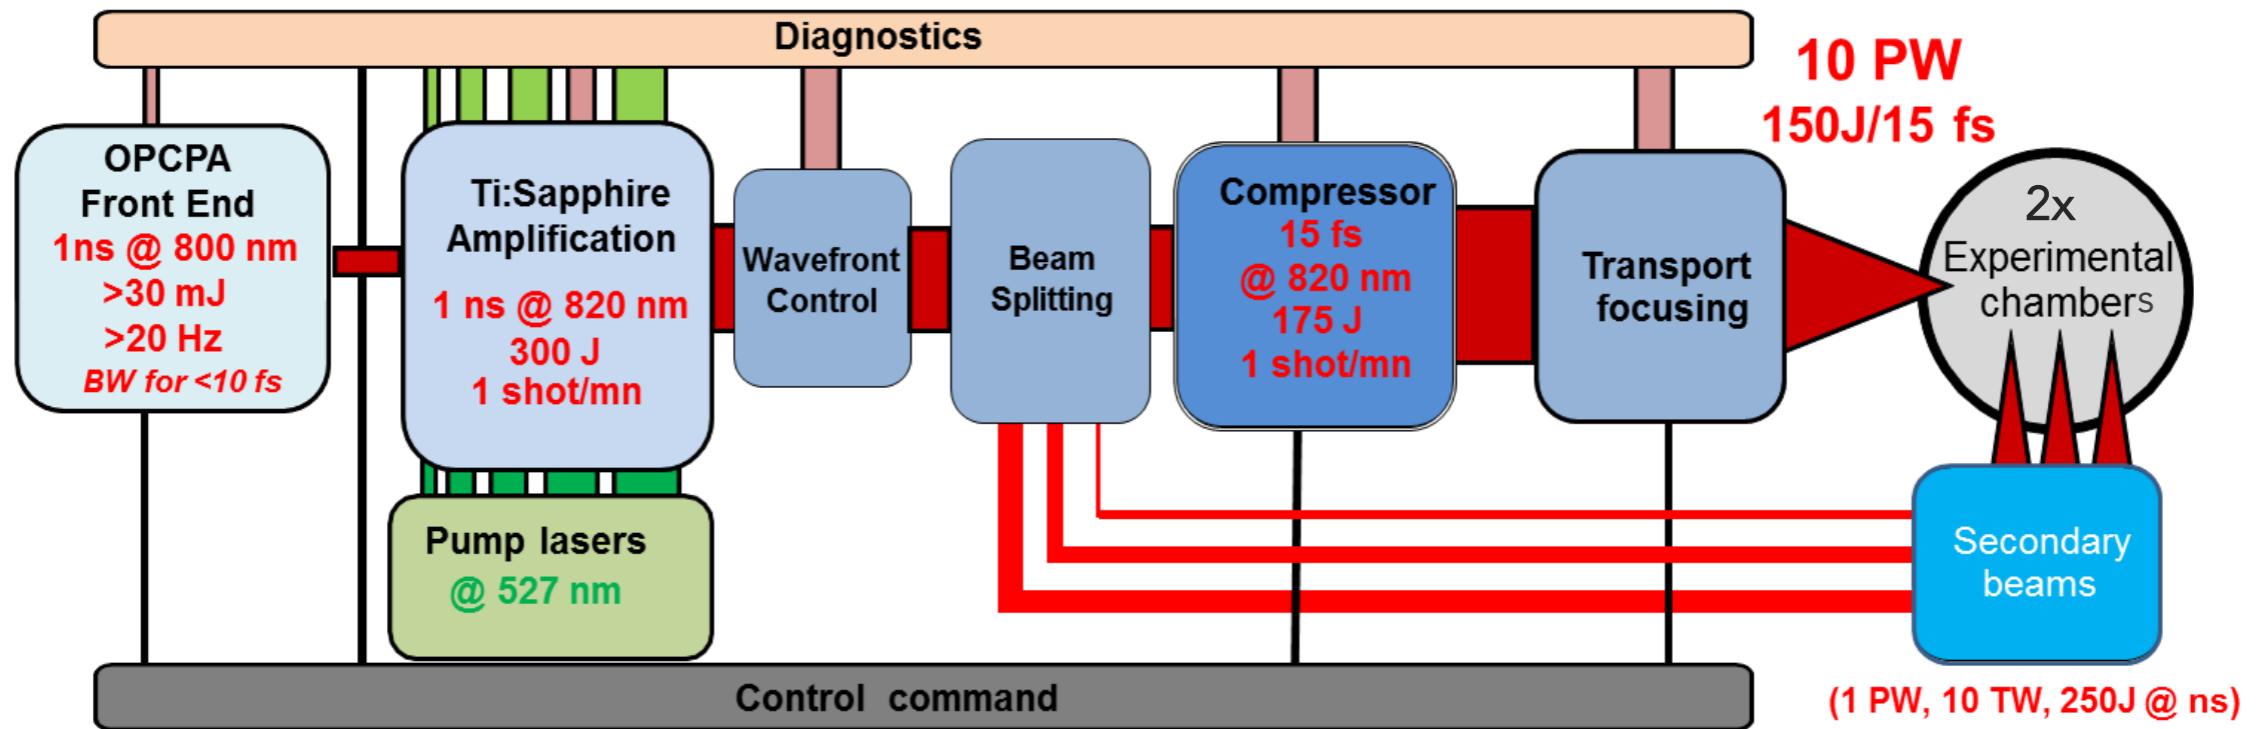 Diagnostics
10 PW
150J/15 fs
OPCPA
Front End
1ns @ 800 nm
>30 mJ
>20 Hz
BW for <10 fs
Ti:Sapphire
Amplification
1 ns @ 820 nm
300 J
1 shot/mn
Wavefront
Control
Beam
Splitting
Compressor
15 fs
@ 820 nm
175 J
1 shot/mn
Transport
focusing
2x
Experimental
chambers
Pump lasers
@ 527 nm
Secondary
beams
(1 PW, 10 TW, 250J @ ns)
Control command